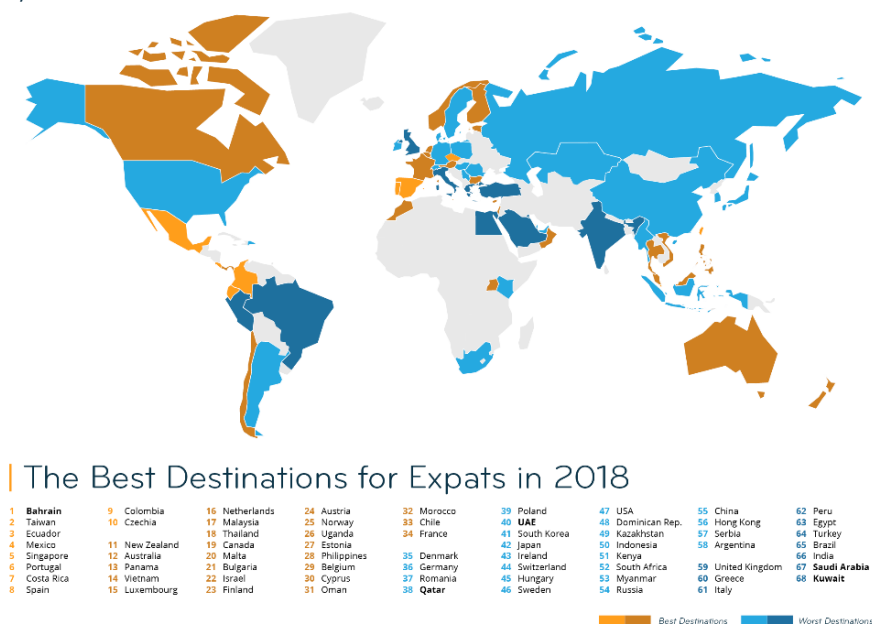 The Best Destinations for Expats in 2018
1 Bahrain
2 Taiwan
3 Ecuador
4 Mexico
5 Singapore
6 Portugal
7 Costa Rica
8 Spain
9 Colombia
10 Czechia
11 New Zealand
12 Australia
13 Panama
14 Vietnam
15 Luxembourg
16 Netherlands
17 Malaysia
18 Thailand
19 Canada
20 Malta
21 Bulgaria
22 Israel
23 Finland
24 Austria
25 Norway
26 Uganda
27 Estonia
28 Philippines
29 Belgium
30 Cyprus
31 Oman
32 Morocco
33 Chile
34 France
35 Denmark
36 Germany
37 Romania
38 Qatar
39 Poland
40 UAE
41 South Korea
42 Japan
43 Ireland
44 Switzerland
45 Hungary
46 Sweden
47 USA
48 Dominican Rep.
49 Kazakhstan
50 Indonesia
51 Kenya
52 South Africa
53 Myanmar
54 Russia
55 China
56 Hong Kong
57 Serbia
58 Argentina
59 United Kingdom
60 Greece
61 Italy
62 Peru
63 Egypt
64 Turkey
65 Brazil
66 India
67 Saudi Arabia
68 Kuwait
Best Destinations
Worst Destinations